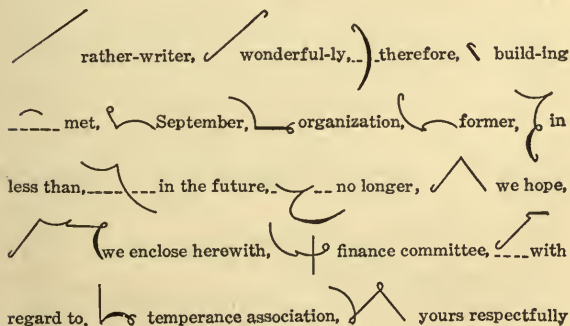 rather-writer, wonderful-ly, therefore, build-ing
met, September, organization, former, in
less than, in the future, no longer, we hope,
we enclose herewith, finance committee, with
regard to, temperance association, yours respectfully